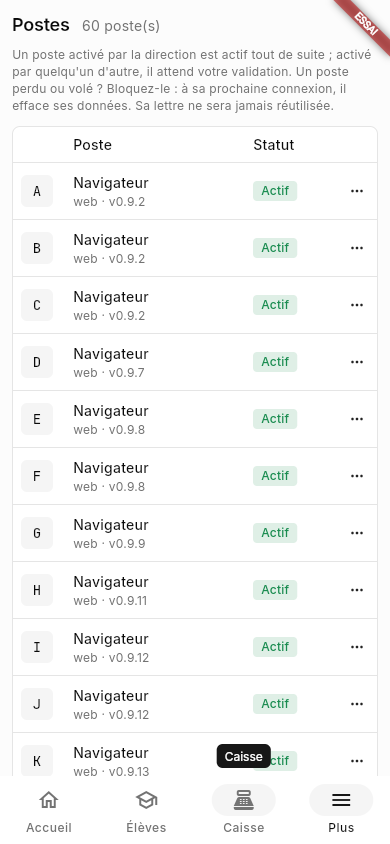 Postes 60 poste(s)
ESSAI
Un poste activé par la direction est actif tout de suite ; activé
par quelqu'un d'autre, il attend votre validation. Un poste
perdu ou volé ? Bloquez-le : à sa prochaine connexion, il
efface ses données. Sa lettre ne sera jamais réutilisée.
Poste Statut
A Navigateur Actif
web · v0.9.2
B Navigateur Actif
web · v0.9.2
C Navigateur Actif
web · v0.9.2
D Navigateur Actif
web · v0.9.7
E Navigateur Actif
web · v0.9.8
F Navigateur Actif
web · v0.9.8
G Navigateur Actif
web · v0.9.9
H Navigateur Actif
web · v0.9.11
I Navigateur Actif
web · v0.9.12
J Navigateur Actif
web · v0.9.12
K Navigateur ctif
web · v0.9.13
Caisse
Accueil Élèves Caisse Plus